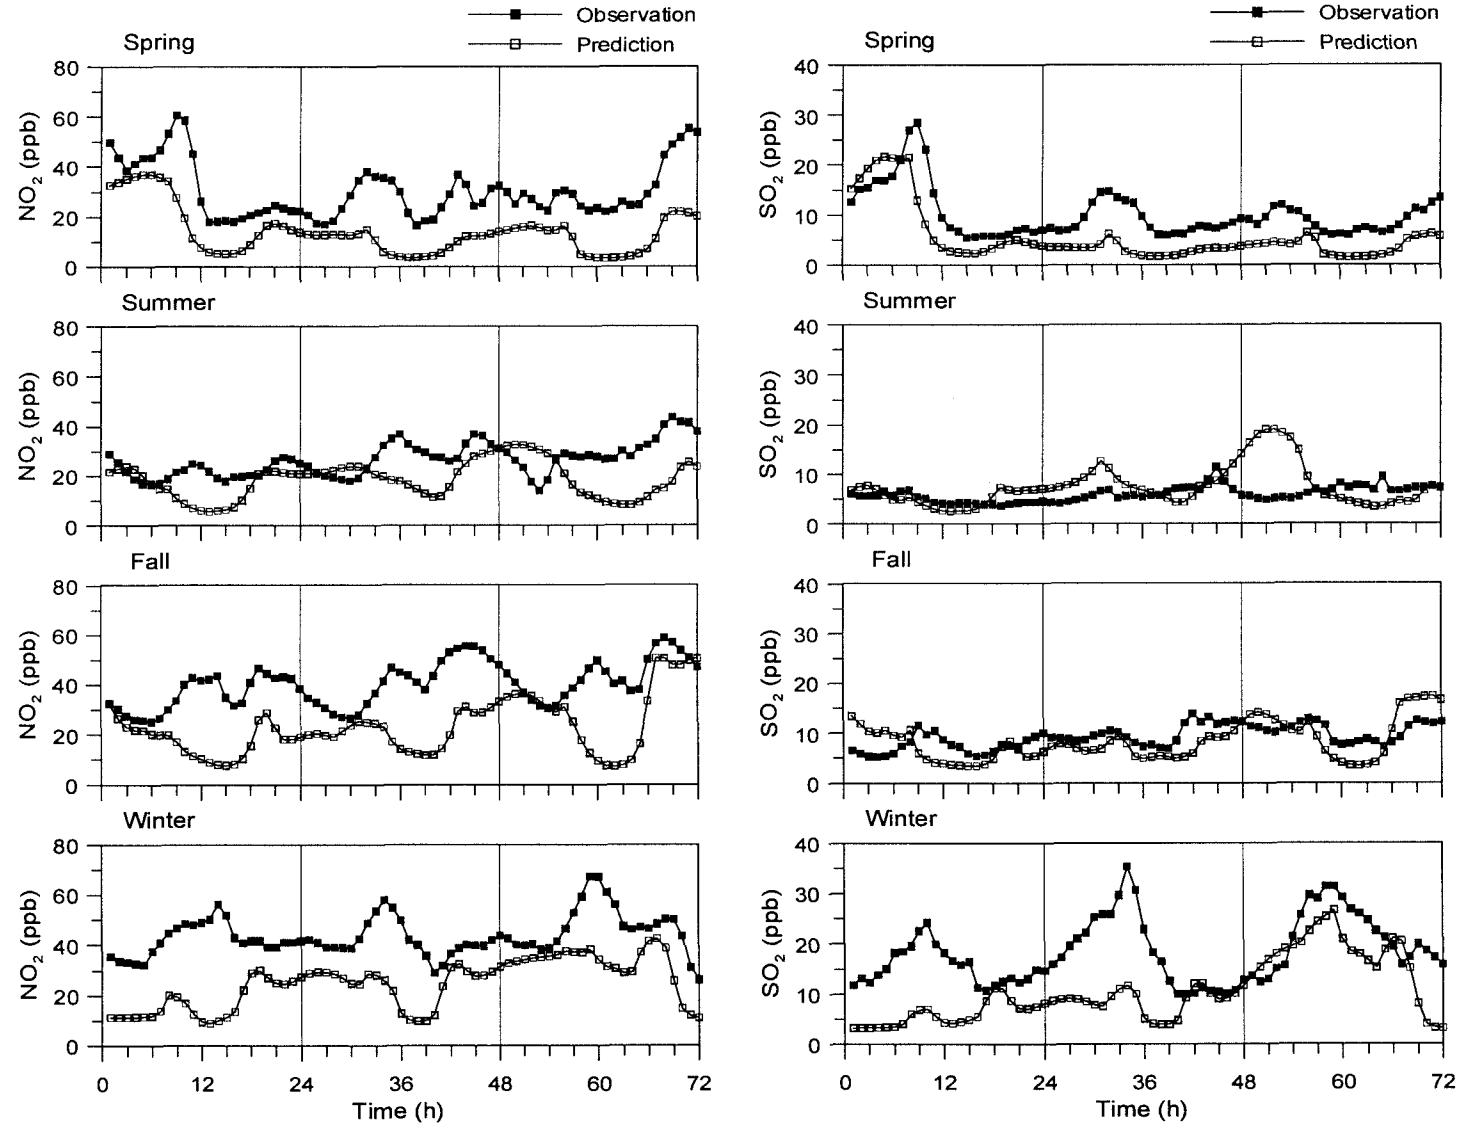 Observation
Prediction
Spring
80
60
40
20
0
NO2 (ppb)
Summer
80
60
40
20
0
NO2 (ppb)
Fall
80
60
40
20
0
NO2 (ppb)
Winter
80
60
40
20
0
NO2 (ppb)
0 12 24 36 48 60 72
Time (h)
Observation
Prediction
Spring
40
30
20
10
0
SO2 (ppb)
Summer
40
30
20
10
0
SO2 (ppb)
Fall
40
30
20
10
0
SO2 (ppb)
Winter
40
30
20
10
0
SO2 (ppb)
0 12 24 36 48 60 72
Time (h)